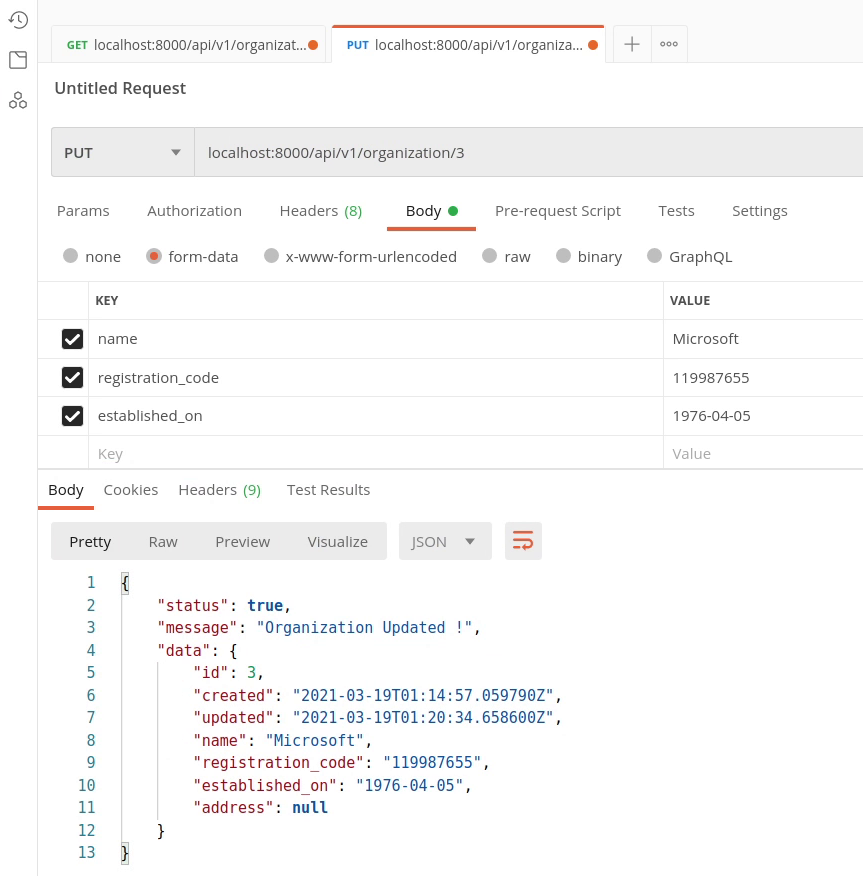 GET localhost:8000/api/v1/organizat...
PUT localhost:8000/api/v1/organiza...
Untitled Request
PUT localhost:8000/api/v1/organization/3
Params Authorization Headers (8) Body Pre-request Script Tests Settings
none form-data x-www-form-urlencoded raw binary GraphQL
KEY VALUE
name Microsoft
registration_code 119987655
established_on 1976-04-05
Key Value
Body Cookies Headers (9) Test Results
Pretty Raw Preview Visualize JSON
1 {
2 "status": true,
3 "message": "Organization Updated !",
4 "data": {
5 "id": 3,
6 "created": "2021-03-19T01:14:57.059790Z",
7 "updated": "2021-03-19T01:20:34.658600Z",
8 "name": "Microsoft",
9 "registration_code": "119987655",
10 "established_on": "1976-04-05",
11 "address": null
12 }
13 }